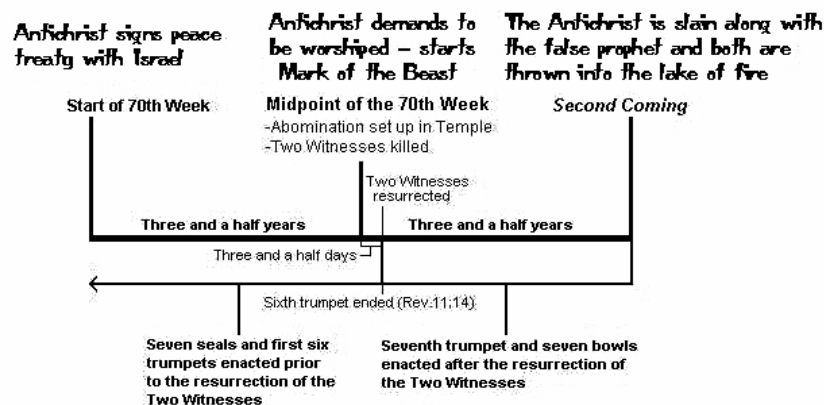 Antichrist signs peace
treaty with Israel
Antichrist demands to
be worshiped – starts
Mark of the Beast
The Antichrist is slain along with
the false prophet and both are
thrown into the lake of fire
Start of 70th Week
Midpoint of the 70th Week
-Abomination set up in Temple
-Two Witnesses killed
Second Coming
Two Witnesses
resurrected
Three and a half years
Three and a half years
Three and a half days
Sixth trumpet ended (Rev.11:14)
Seven seals and first six
trumpets enacted prior
to the resurrection of the
Two Witnesses
Seventh trumpet and seven bowls
enacted after the resurrection of
the Two Witnesses